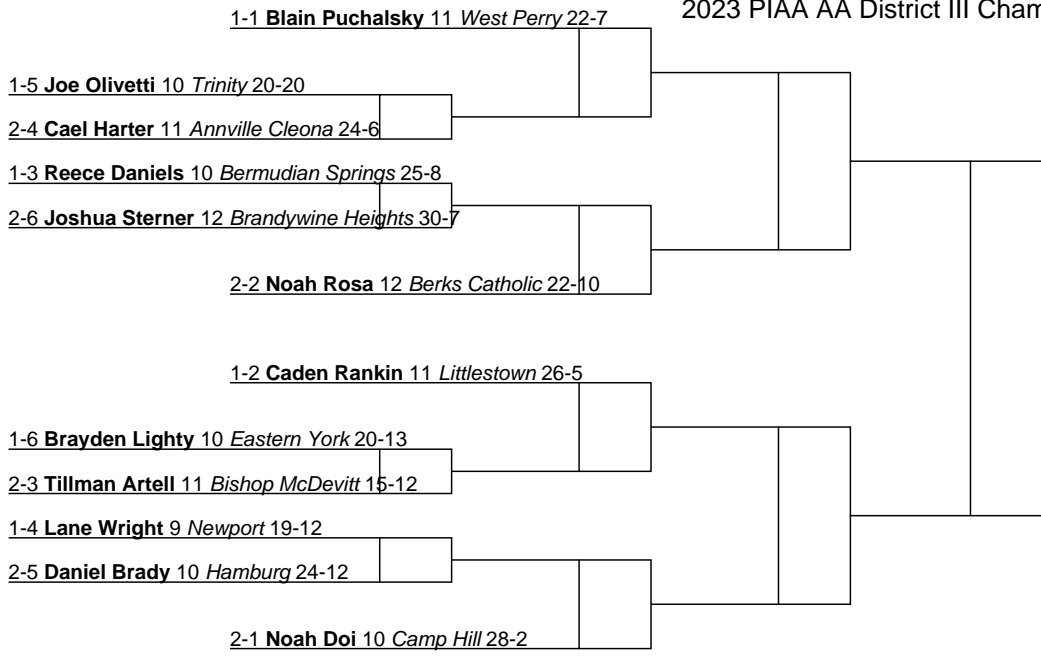 2023 PIAA AA District III Cham
1-1 Blain Puchalsky 11 West Perry 22-7
1-5 Joe Olivetti 10 Trinity 20-20
2-4 Cael Harter 11 Annville Cleona 24-6
1-3 Reece Daniels 10 Bermudian Springs 25-8
2-6 Joshua Sterner 12 Brandywine Heights 30-7
2-2 Noah Rosa 12 Berks Catholic 22-10
1-2 Caden Rankin 11 Littlestown 26-5
1-6 Brayden Lighty 10 Eastern York 20-13
2-3 Tillman Artell 11 Bishop McDevitt 15-12
1-4 Lane Wright 9 Newport 19-12
2-5 Daniel Brady 10 Hamburg 24-12
2-1 Noah Doi 10 Camp Hill 28-2